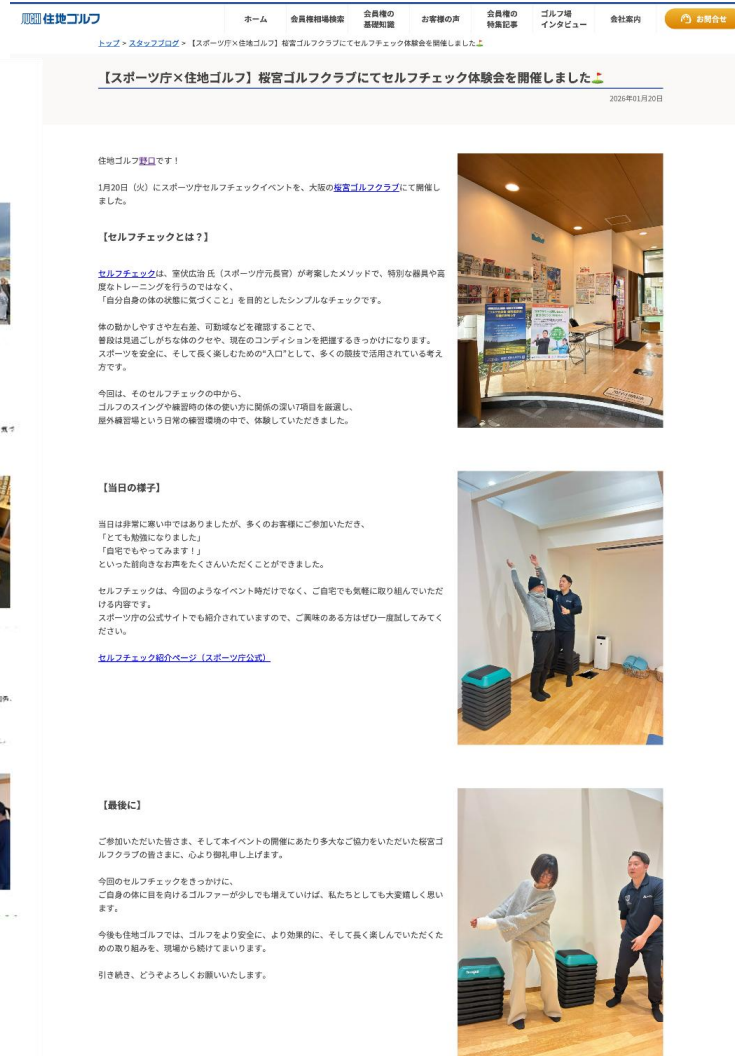 JUCHI 住地ゴルフ
ホーム
会員権相場検索
会員権の
基礎知識
お客様の声
会員権の
特集記事
ゴルフ場
インタビュー
会社案内
お問合せ
トップ > スタッフブログ > 【スポーツ庁×住地ゴルフ】桜宮ゴルフクラブにてセルフチェック体験会を開催しました⛳
【スポーツ庁×住地ゴルフ】桜宮ゴルフクラブにてセルフチェック体験会を開催しました⛳
2026年01月20日
住地ゴルフ野口です！
1月20日（火）にスポーツ庁セルフチェックイベントを、大阪の桜宮ゴルフクラブにて開催し
ました。
【セルフチェックとは？】
セルフチェックは、室伏広治 氏（スポーツ庁元長官）が考案したメソッドで、特別な器具や高
度なトレーニングを行うのではなく、
「自分自身の体の状態に気づくこと」を目的としたシンプルなチェックです。
体の動かしやすさや左右差、可動域などを確認することで、
普段は見過ごしがちな体のクセや、現在のコンディションを把握するきっかけになります。
スポーツを安全に、そして長く楽しむための“入口”として、多くの競技で活用されている考え
方です。
今回は、そのセルフチェックの中から、
ゴルフのスイングや練習時の体の使い方に関係の深い7項目を厳選し、
屋外練習場という日常の練習環境の中で、体験していただきました。
【当日の様子】
当日は非常に寒い中ではありましたが、多くのお客様にご参加いただき、
「とても勉強になりました」
「自宅でもやってみます！」
といった前向きなお声をたくさんいただくことができました。
セルフチェックは、今回のようなイベント時だけでなく、ご自宅でも気軽に取り組んでいただ
ける内容です。
スポーツ庁の公式サイトでも紹介されていますので、ご興味のある方はぜひ一度試してみてく
ださい。
セルフチェック紹介ページ（スポーツ庁公式）
【最後に】
ご参加いただいた皆さま、そして本イベントの開催にあたり多大なご協力をいただいた桜宮ゴ
ルフクラブの皆さまに、心より御礼申し上げます。
今回のセルフチェックをきっかけに、
ご自身の体に目を向けるゴルファーが少しでも増えていけば、私たちとしても大変嬉しく思い
ます。
今後も住地ゴルフでは、ゴルフをより安全に、より効果的に、そして長く楽しんでいただくた
めの取り組みを、現場から続けてまいります。
引き続き、どうぞよろしくお願いいたします。